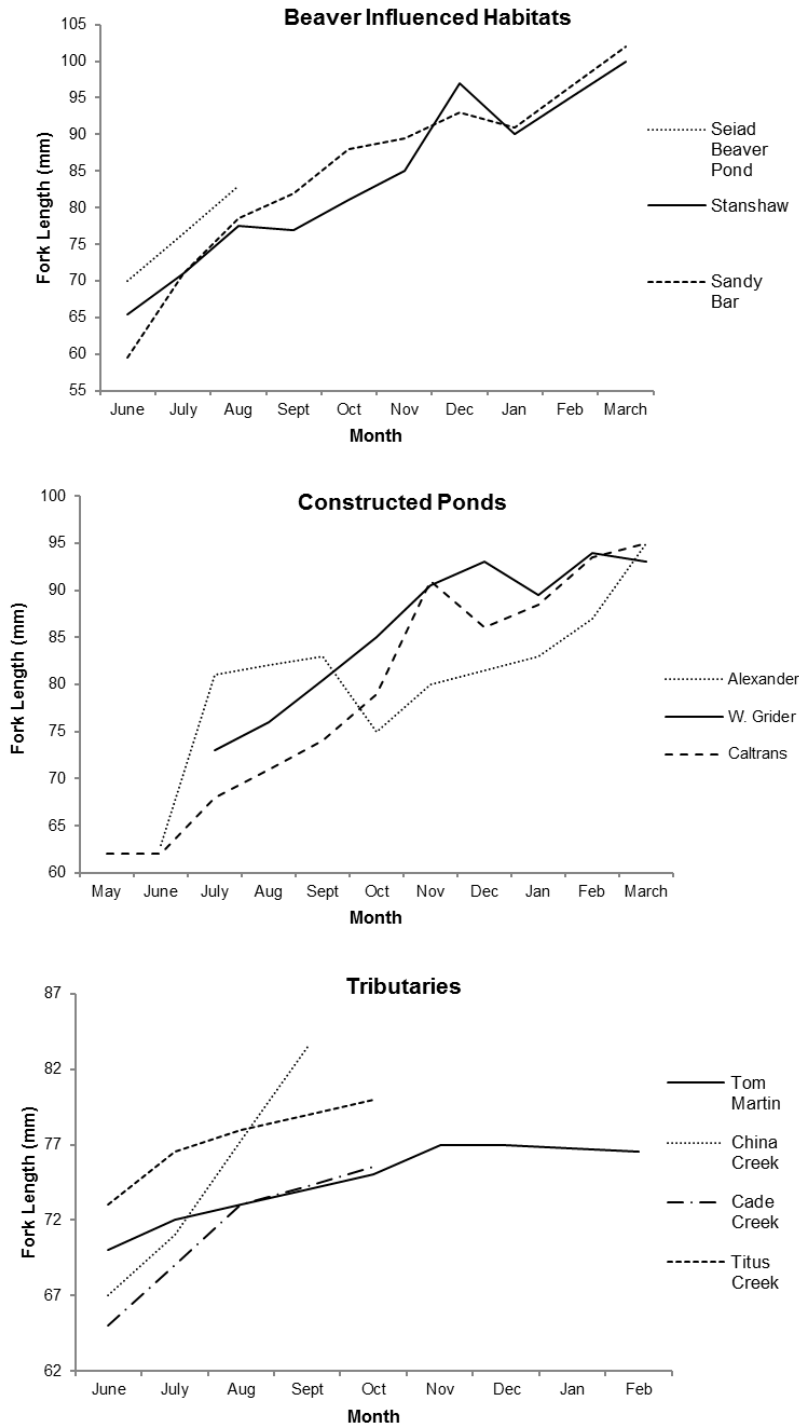 Beaver Influenced Habitats
105
100
95
90
85
80
75
70
65
60
55
Fork Length (mm)
June July Aug Sept Oct Nov Dec Jan Feb March
Month
Seiad
Beaver
Pond
Stanshaw
Sandy
Bar
Constructed Ponds
100
95
90
85
80
75
70
65
60
Fork Length (mm)
May June July Aug Sept Oct Nov Dec Jan Feb March
Month
Alexander
W. Grider
Caltrans
Tributaries
87
82
77
72
67
62
Fork Length (mm)
June July Aug Sept Oct Nov Dec Jan Feb
Month
Tom
Martin
China
Creek
Cade
Creek
Titus
Creek